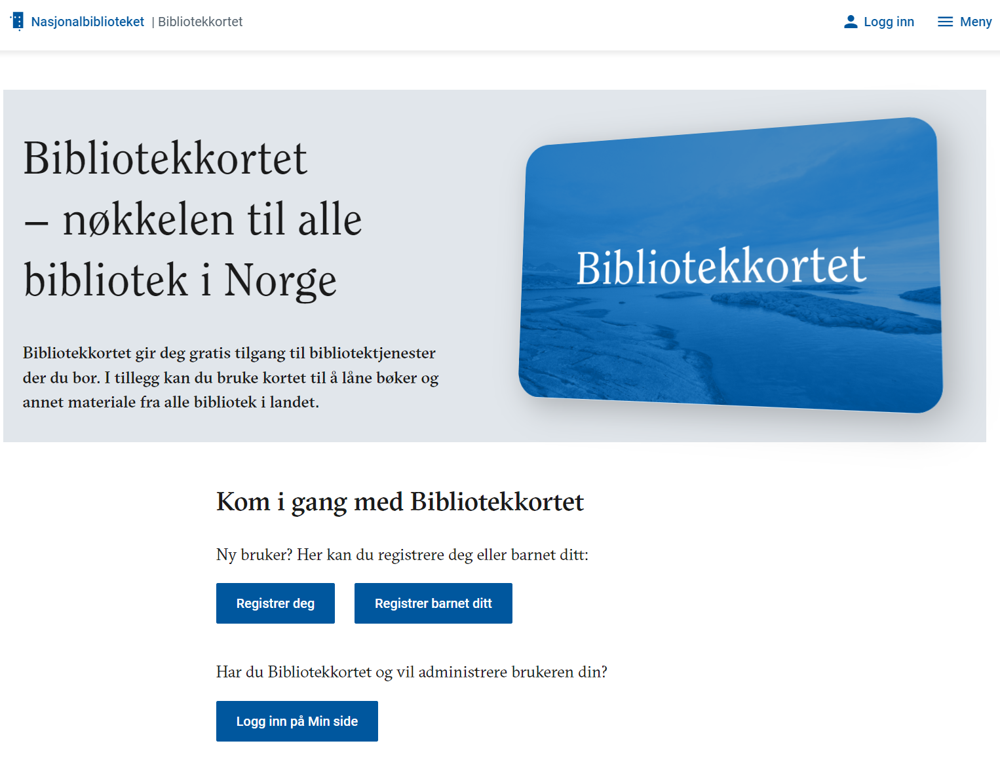 Nasjonalbiblioteket | Bibliotekkortet
Logg inn
Meny
Bibliotekkortet
– nøkkelen til alle
bibliotek i Norge
Bibliotekkortet gir deg gratis tilgang til bibliotektjenester
der du bor. I tillegg kan du bruke kortet til å låne bøker og
annet materiale fra alle bibliotek i landet.
Bibliotekkortet
Kom i gang med Bibliotekkortet
Ny bruker? Her kan du registrere deg eller barnet ditt:
Registrer deg
Registrer barnet ditt
Har du Bibliotekkortet og vil administrere brukeren din?
Logg inn på Min side